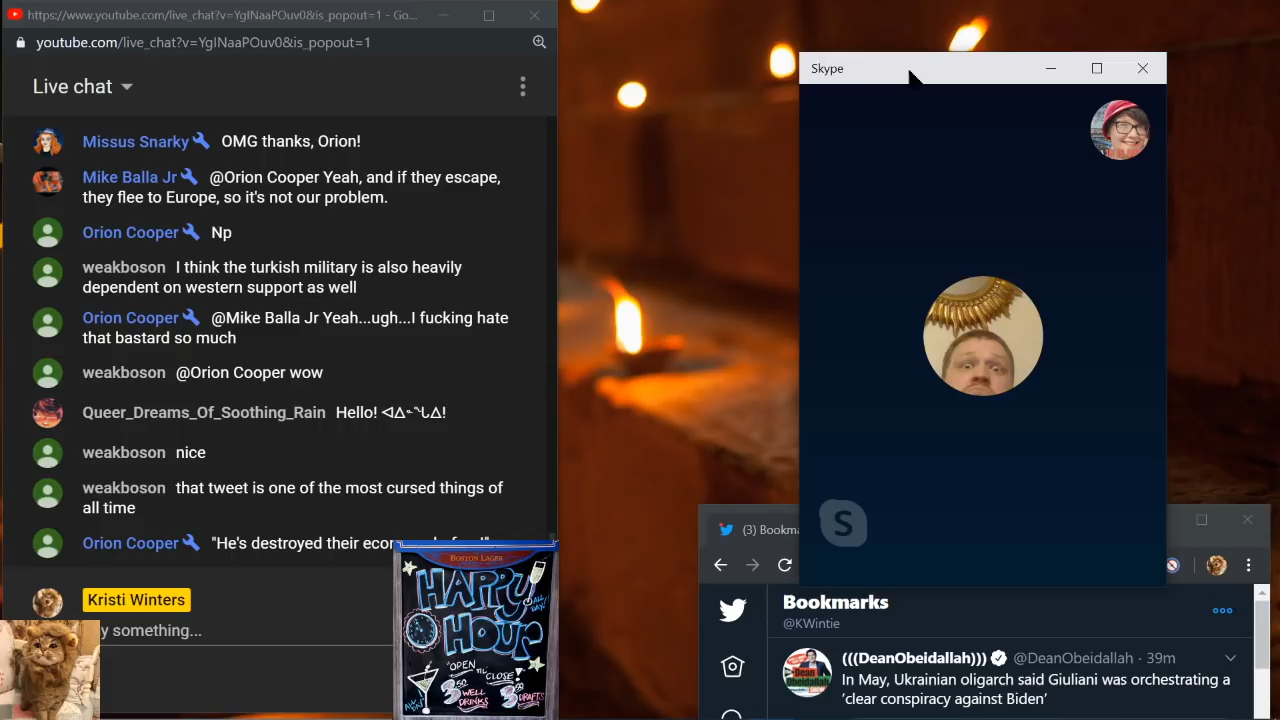 https://www.youtube.com/live_chat?v=YgINaaPOuv0&is_popout=1 - Go...
youtube.com/live_chat?v=YgINaaPOuv0&is_popout=1
Live chat
Missus Snarky OMG thanks, Orion!
Mike Balla Jr @Orion Cooper Yeah, and if they escape,
they flee to Europe, so it's not our problem.
Orion Cooper Np
weakboson I think the turkish military is also heavily
dependent on western support as well
Orion Cooper @Mike Balla Jr Yeah...ugh...I fucking hate
that bastard so much
weakboson @Orion Cooper wow
Queer_Dreams_Of_Soothing_Rain Hello!
weakboson nice
weakboson that tweet is one of the most cursed things of
all time
Orion Cooper "He's destroyed their
Kristi Winters
y something...
BOSTON LAGER
HAPPY
HOUR
ALL DAY!
"OPEN
'TIL"
CLOSE!
3.50 WELL
DRINKS
DRAFTS
Skype
S
(3) Bookma
Bookmarks
@KWintie
(((DeanObeidallah))) @DeanObeidallah · 39m
In May, Ukrainian oligarch said Giuliani was orchestrating a
'clear conspiracy against Biden'